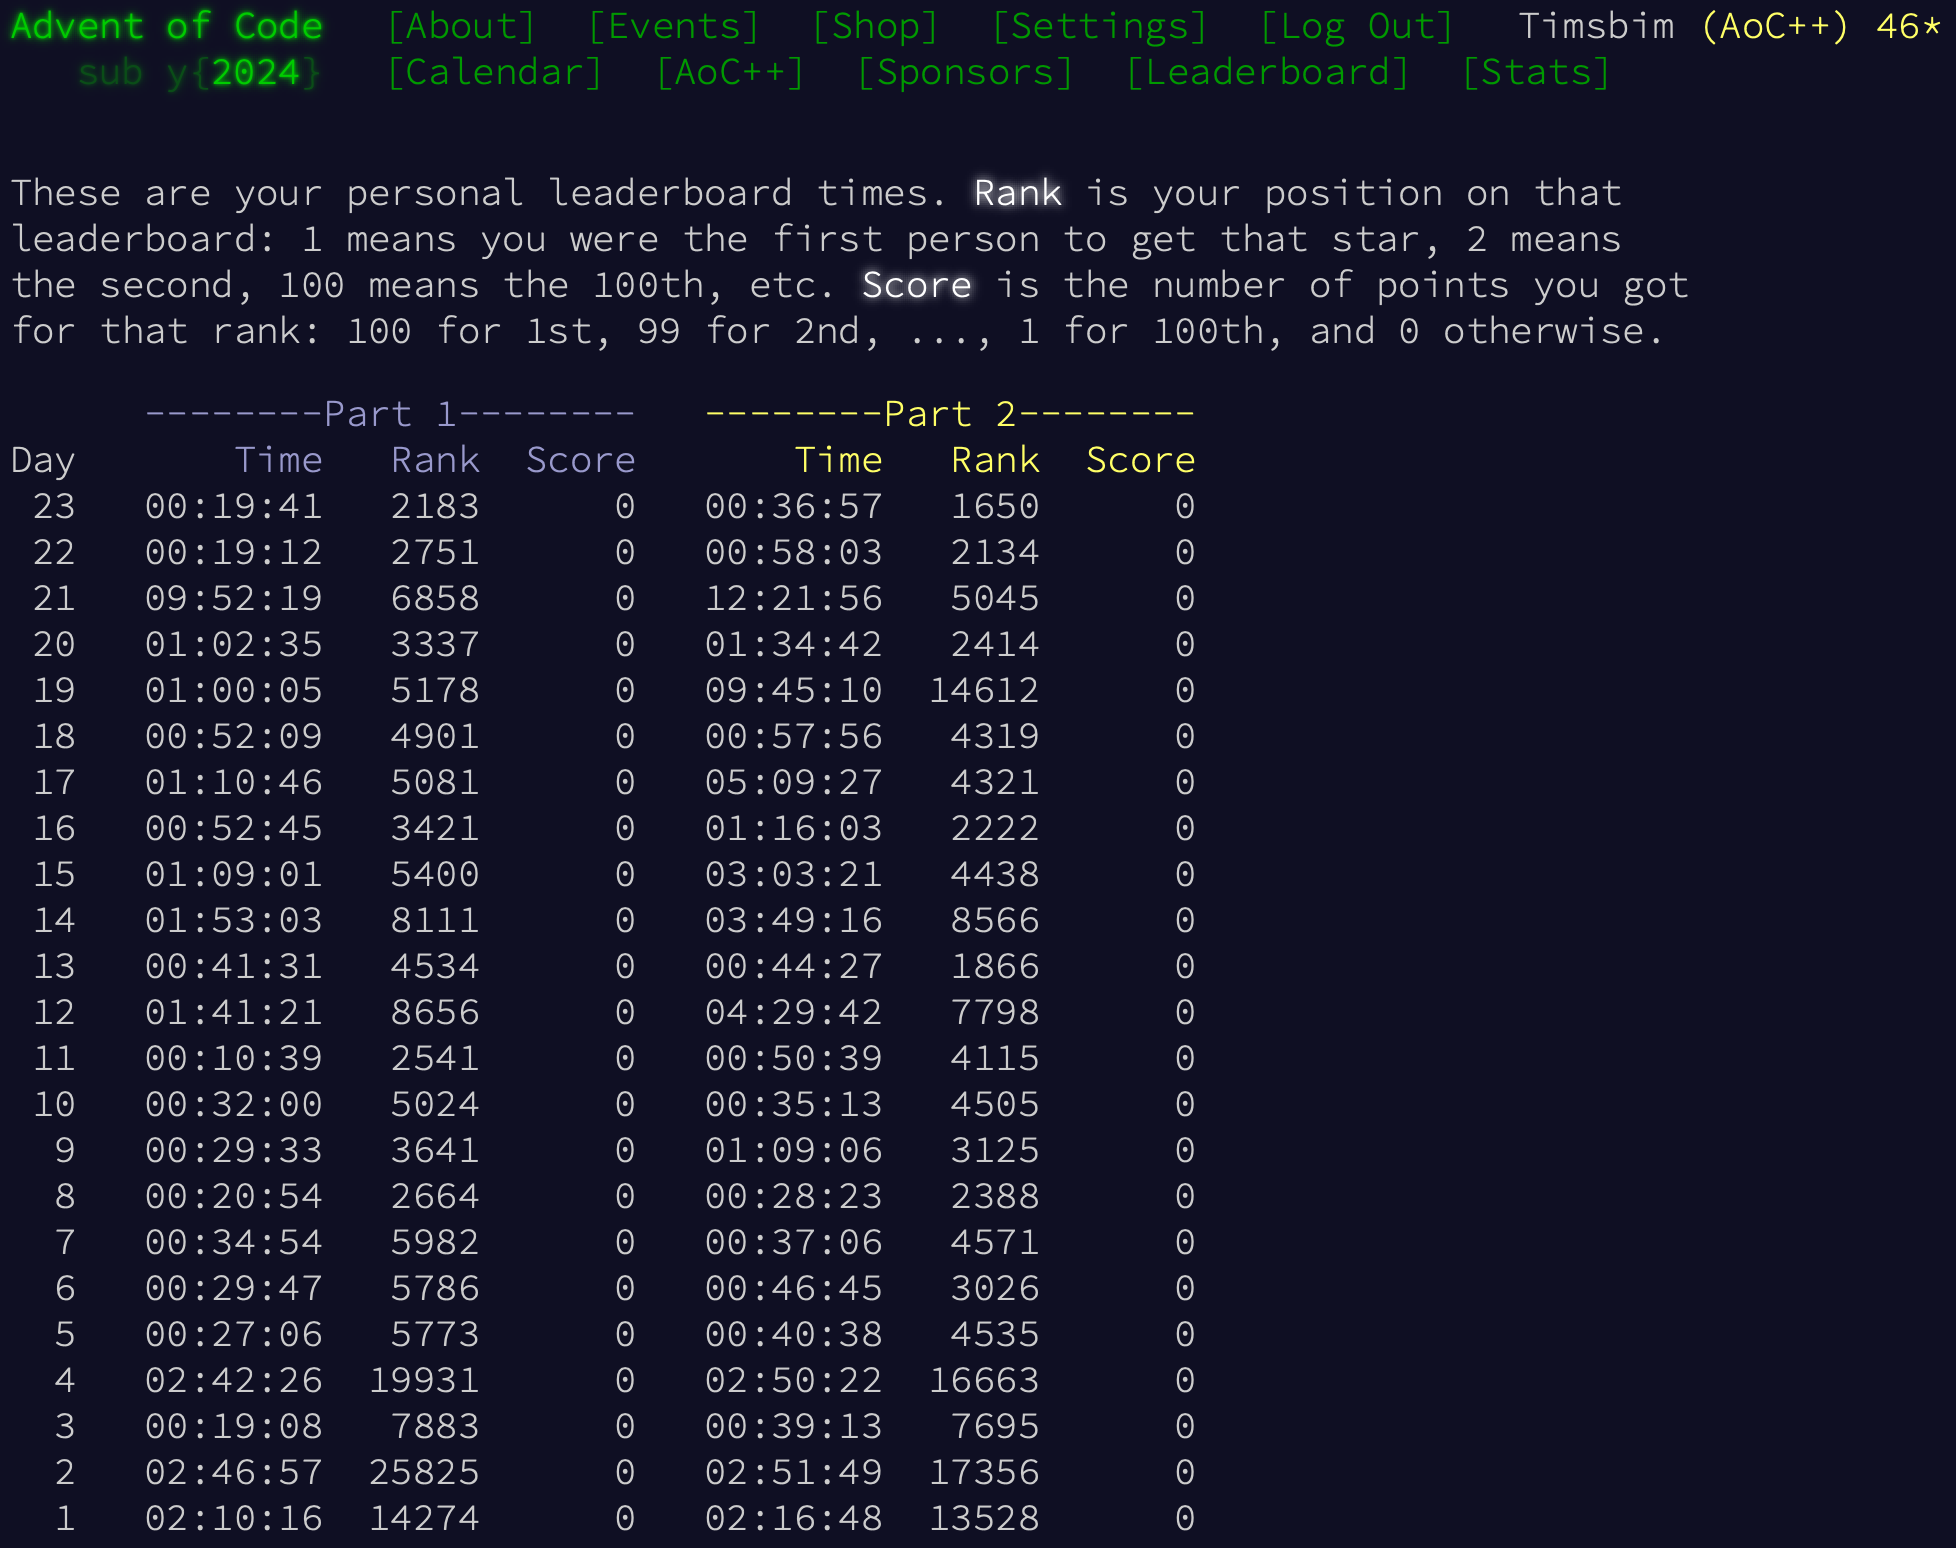 Advent of Code [About] [Events] [Shop] [Settings] [Log Out] Timsbim (AoC++) 46*
sub y{2024} [Calendar] [AoC++] [Sponsors] [Leaderboard] [Stats]
These are your personal leaderboard times. Rank is your position on that
leaderboard: 1 means you were the first person to get that star, 2 means
the second, 100 means the 100th, etc. Score is the number of points you got
for that rank: 100 for 1st, 99 for 2nd, ..., 1 for 100th, and 0 otherwise.
--------Part 1-------- --------Part 2--------
Day Time Rank Score Time Rank Score
23 00:19:41 2183 0 00:36:57 1650 0
22 00:19:12 2751 0 00:58:03 2134 0
21 09:52:19 6858 0 12:21:56 5045 0
20 01:02:35 3337 0 01:34:42 2414 0
19 01:00:05 5178 0 09:45:10 14612 0
18 00:52:09 4901 0 00:57:56 4319 0
17 01:10:46 5081 0 05:09:27 4321 0
16 00:52:45 3421 0 01:16:03 2222 0
15 01:09:01 5400 0 03:03:21 4438 0
14 01:53:03 8111 0 03:49:16 8566 0
13 00:41:31 4534 0 00:44:27 1866 0
12 01:41:21 8656 0 04:29:42 7798 0
11 00:10:39 2541 0 00:50:39 4115 0
10 00:32:00 5024 0 00:35:13 4505 0
9 00:29:33 3641 0 01:09:06 3125 0
8 00:20:54 2664 0 00:28:23 2388 0
7 00:34:54 5982 0 00:37:06 4571 0
6 00:29:47 5786 0 00:46:45 3026 0
5 00:27:06 5773 0 00:40:38 4535 0
4 02:42:26 19931 0 02:50:22 16663 0
3 00:19:08 7883 0 00:39:13 7695 0
2 02:46:57 25825 0 02:51:49 17356 0
1 02:10:16 14274 0 02:16:48 13528 0